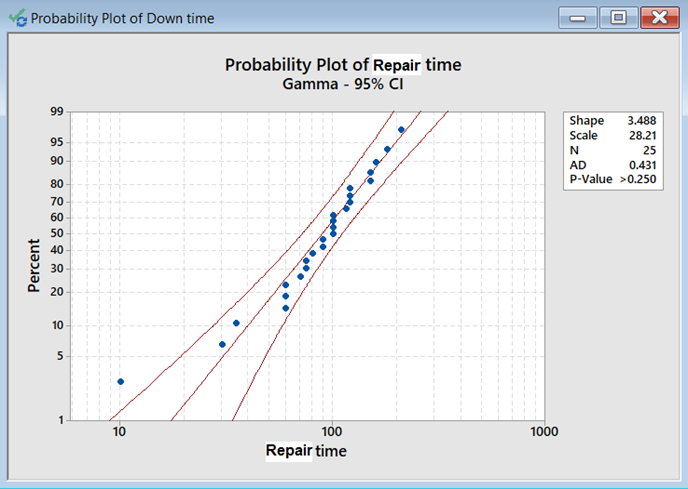 Probability Plot of Down time
Probability Plot of Repair time
Gamma - 95% CI
99
95
90
80
70
60
50
40
30
20
10
5
1
Percent
10
100
1000
Repair time
Shape 3.488
Scale 28.21
N 25
AD 0.431
P-Value >0.250